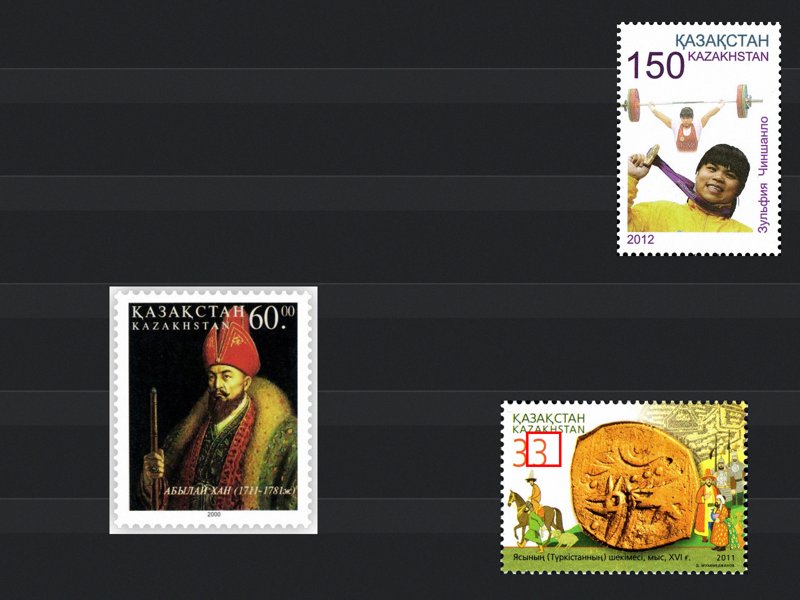 ҚАЗАҚСТАН
KAZAKHSTAN
150
Зульфия Чиншанло
2012
ҚАЗАҚСТАН
KAZAKHSTAN
60.00
АБЫЛАЙ ХАН (1711-1781ж)
2000
ҚАЗАҚСТАН
KAZAKHSTAN
33
Ясының (Түркістанның) шекімесі, мыс, XVI ғ.
2011